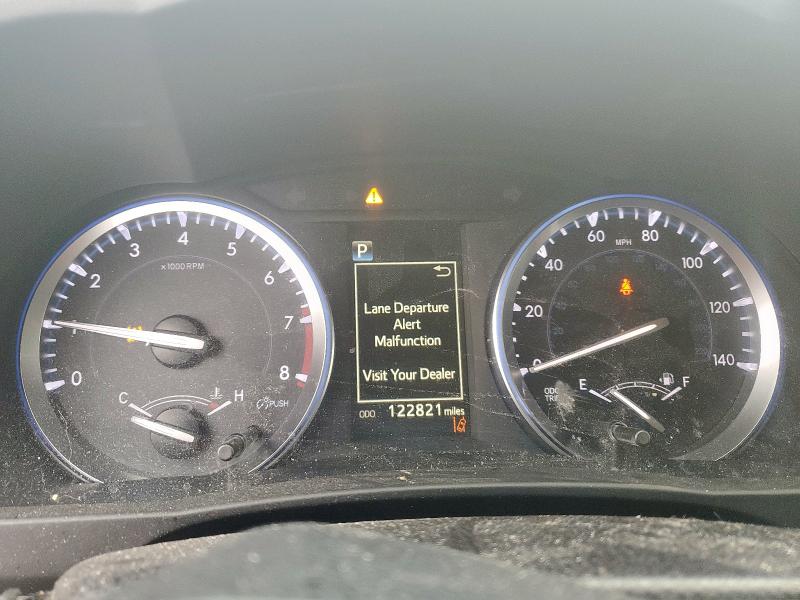 P
Lane Departure
Alert
Malfunction
Visit Your Dealer
ODO 122821 miles
x1000 RPM
0 1 2 3 4 5 6 7 8
C H
PUSH
MPH
0 20 40 60 80 100 120 140
E F
ODO
TRIP